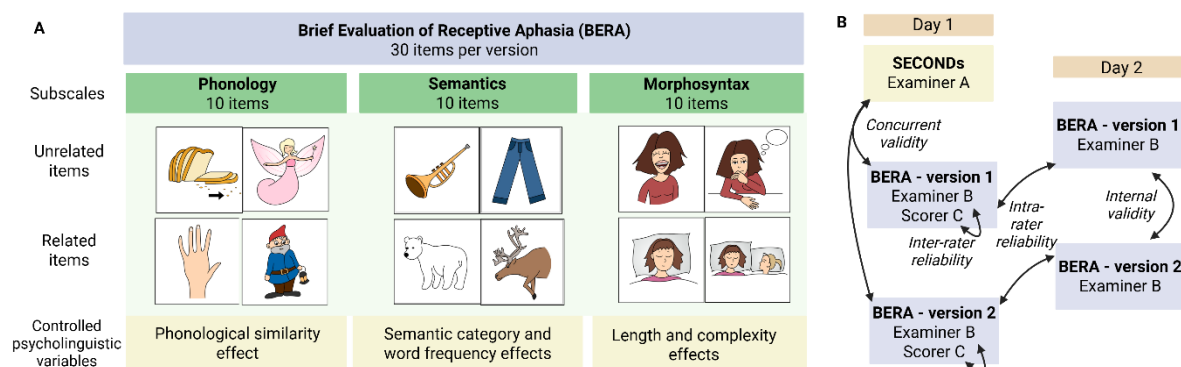 A
Brief Evaluation of Receptive Aphasia (BERA)
30 items per version
Subscales
Phonology
10 items
Semantics
10 items
Morphosyntax
10 items
Unrelated
items
Related
items
Controlled
psycholinguistic
variables
Phonological similarity
effect
Semantic category and
word frequency effects
Length and complexity
effects
B
Day 1
SECONDs
Examiner A
Day 2
Concurrent
validity
BERA - version 1
Examiner B
BERA - version 1
Examiner B
Scorer C
Intra-
rater
reliability
Internal
validity
Inter-rater
reliability
BERA - version 2
Examiner B
BERA - version 2
Examiner B
Scorer C